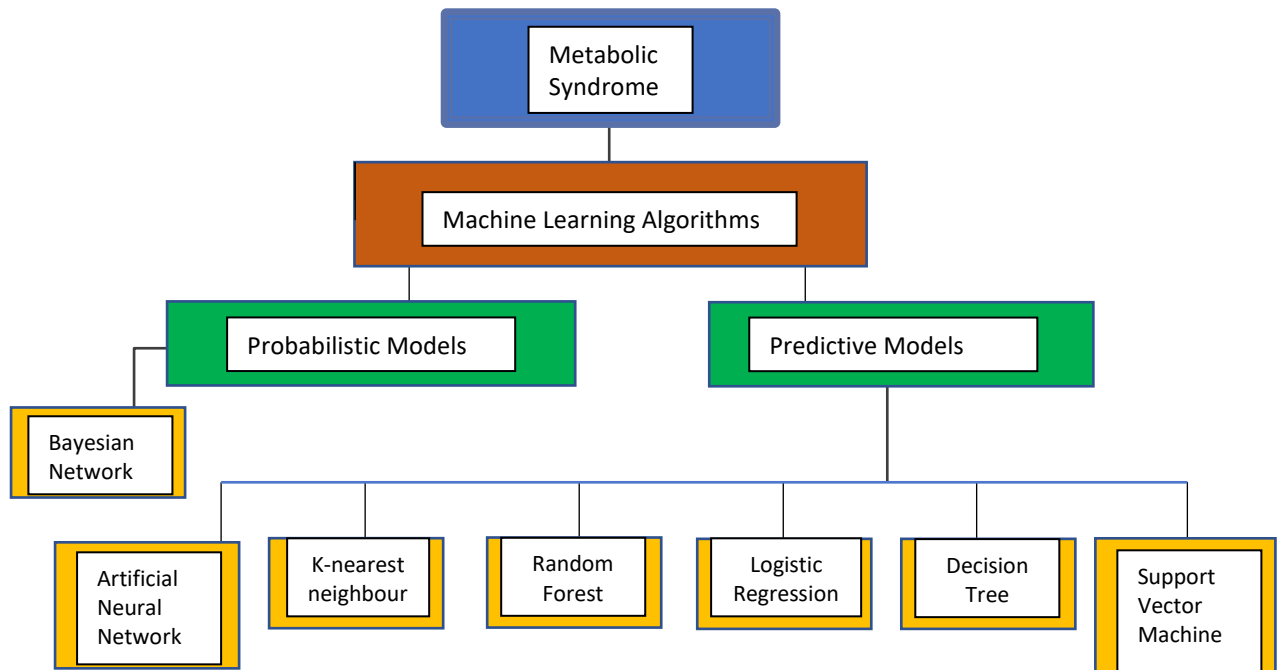 Metabolic
Syndrome
Machine Learning Algorithms
Probabilistic Models
Predictive Models
Bayesian
Network
Artificial
Neural
Network
K-nearest
neighbour
Random
Forest
Logistic
Regression
Decision
Tree
Support
Vector
Machine